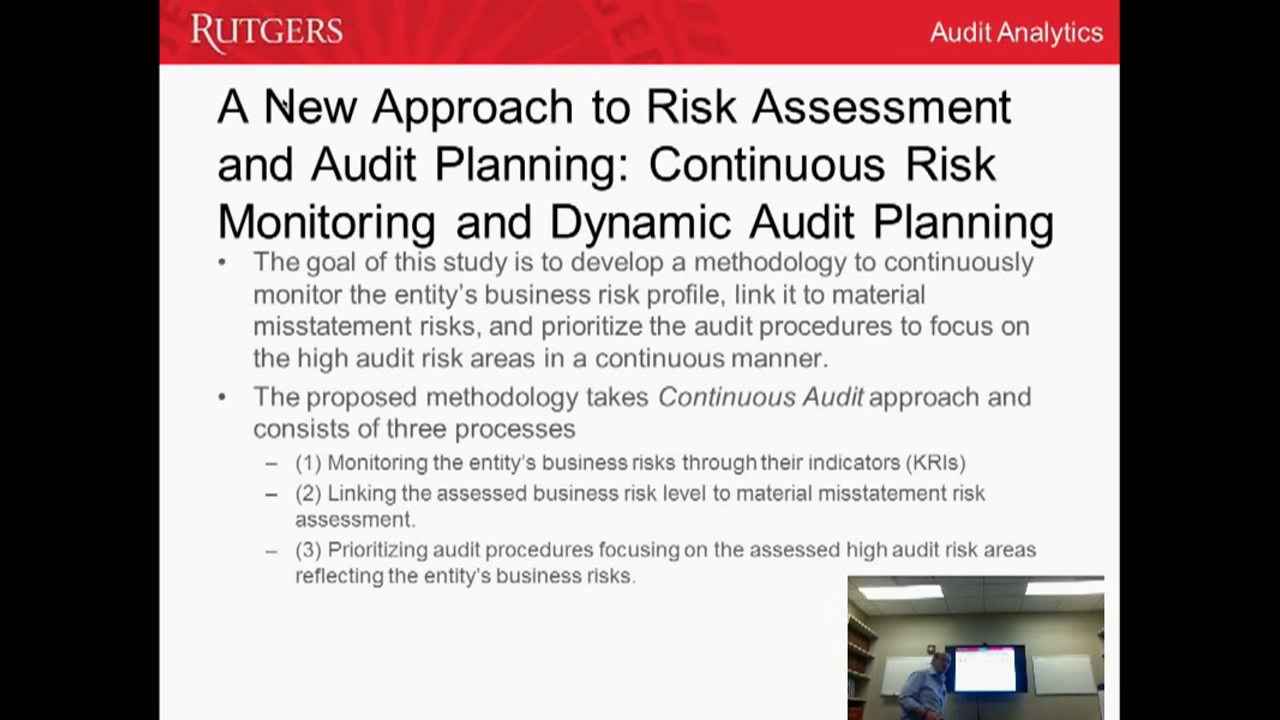 RUTGERS
Audit Analytics
A New Approach to Risk Assessment
and Audit Planning: Continuous Risk
Monitoring and Dynamic Audit Planning
• The goal of this study is to develop a methodology to continuously
monitor the entity's business risk profile, link it to material
misstatement risks, and prioritize the audit procedures to focus on
the high audit risk areas in a continuous manner.
• The proposed methodology takes Continuous Audit approach and
consists of three processes
– (1) Monitoring the entity's business risks through their indicators (KRIs)
– (2) Linking the assessed business risk level to material misstatement risk
assessment.
– (3) Prioritizing audit procedures focusing on the assessed high audit risk areas
reflecting the entity's business risks.